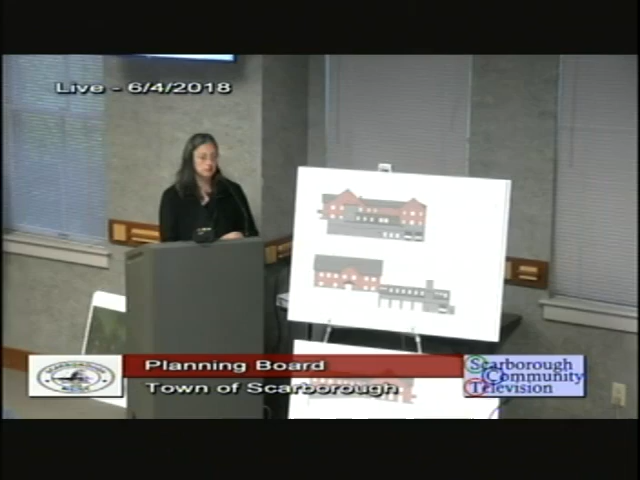 Live - 6/4/2018
Planning Board
Town of Scarborough
Scarborough
Community
Television